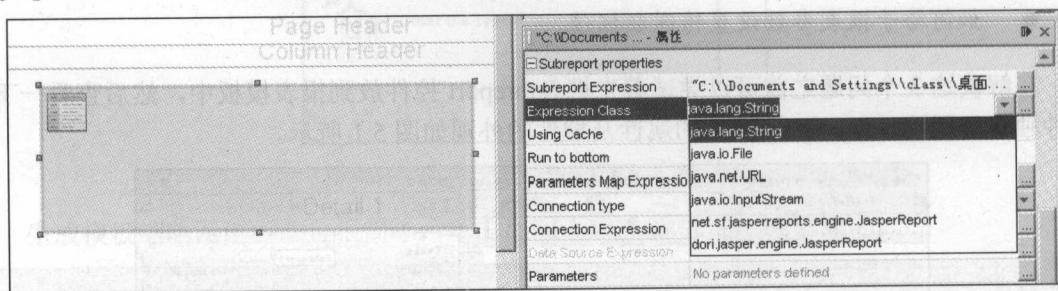 Page Header
Column Header
"C:\\Documents ... - 属性
Subreport properties
Subreport Expression "C:\\Documents and Settings\\class\\桌面...
Expression Class java.lang.String
Using Cache java.lang.String
Run to bottom java.io.File
Parameters Map Expressio java.net.URL
Connection type java.io.InputStream
Connection Expression net.sf.jasperreports.engine.JasperReport
Data Source Expression dori.jasper.engine.JasperReport
Parameters No parameters defined